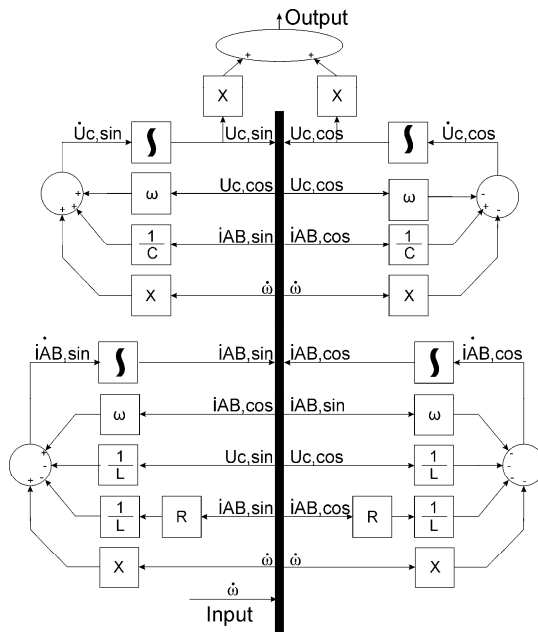 Output
+ +
X X
U̇c,sin ∫ Uc,sin Uc,cos ∫ U̇c,cos
+ + + + ω Uc,cos Uc,cos ω - + -
1/C iAB,sin iAB,cos 1/C
X ω̇ ω̇ X
i̇AB,sin ∫ iAB,sin iAB,cos ∫ i̇AB,cos
ω iAB,cos iAB,sin ω
+ - - + 1/L Uc,sin Uc,cos 1/L - - - -
1/L R iAB,sin iAB,cos R 1/L
X ω̇ ω̇ X
ω̇
Input